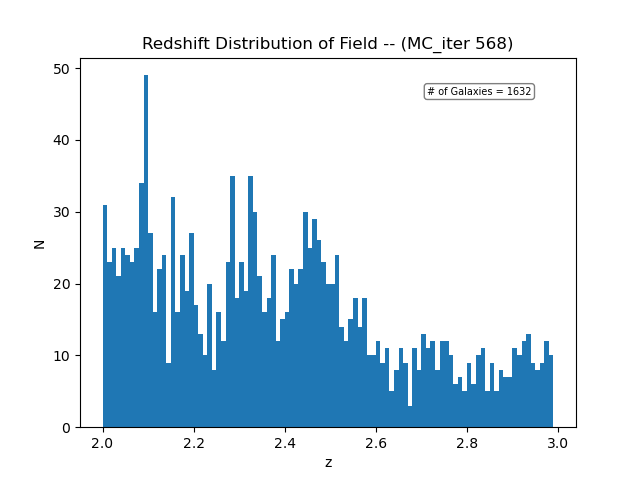 Redshift Distribution of Field -- (MC_iter 568)
# of Galaxies = 1632
50
40
30
20
10
0
N
2.0 2.2 2.4 2.6 2.8 3.0
z